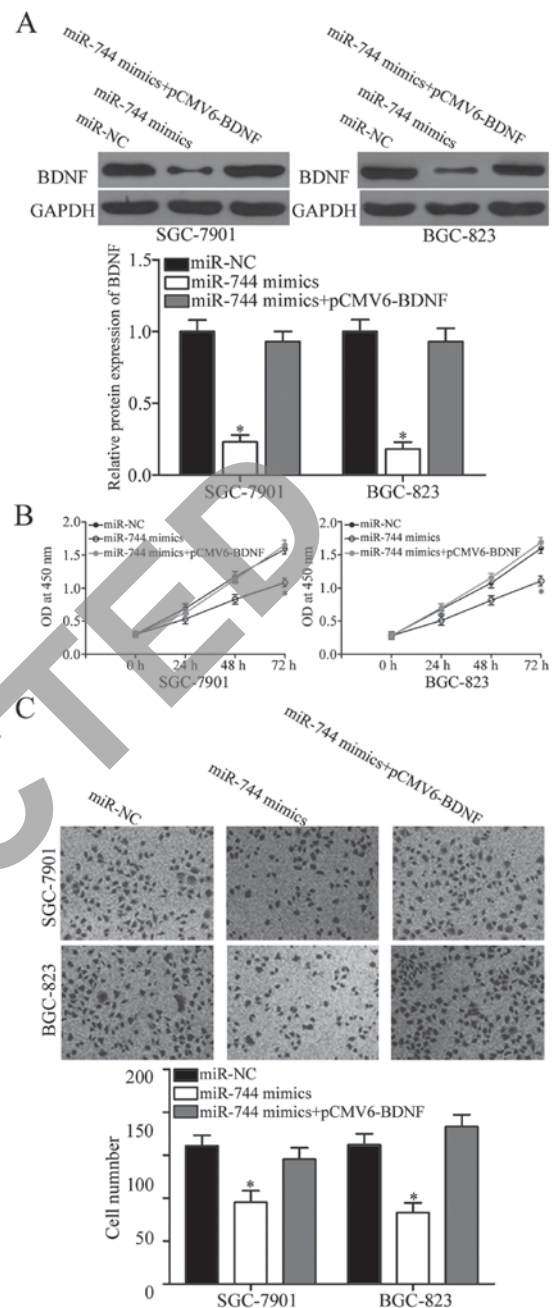 A
miR-744 mimics+pCMV6-BDNF
miR-744 mimics
miR-NC
miR-744 mimics+pCMV6-BDNF
miR-744 mimics
miR-NC
BDNF
GAPDH
SGC-7901
BDNF
GAPDH
BGC-823
Relative protein expression of BDNF
1.5
1.0
0.5
0.0
miR-NC
miR-744 mimics
miR-744 mimics+pCMV6-BDNF
*
*
SGC-7901
BGC-823
B
OD at 450 nm
2.0
1.5
1.0
0.5
0.0
miR-NC
miR-744 mimics
miR-744 mimics+pCMV6-BDNF
*
0 h 24 h 48 h 72 h
SGC-7901
OD at 450 nm
2.0
1.5
1.0
0.5
0.0
miR-NC
miR-744 mimics
miR-744 mimics+pCMV6-BDNF
*
0 h 24 h 48 h 72 h
BGC-823
C
miR-NC
miR-744 mimics
miR-744 mimics+pCMV6-BDNF
SGC-7901
BGC-823
Cell numnber
200
150
100
50
0
miR-NC
miR-744 mimics
miR-744 mimics+pCMV6-BDNF
*
*
SGC-7901
BGC-823
CTED